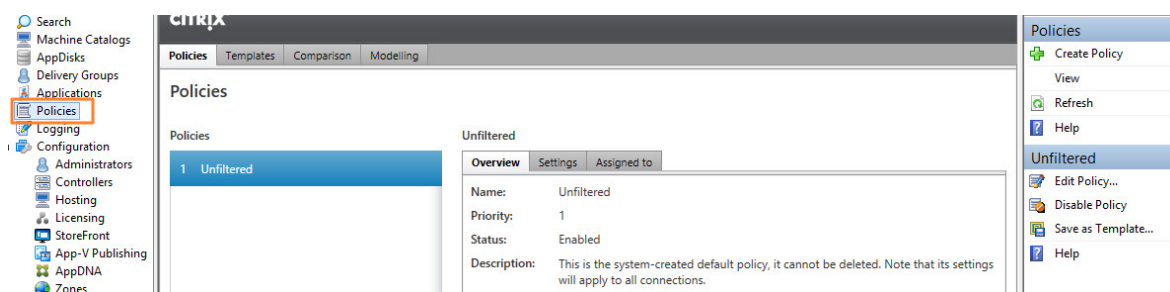 Search
Machine Catalogs
AppDisks
Delivery Groups
Applications
Policies
Logging
Configuration
Administrators
Controllers
Hosting
Licensing
StoreFront
App-V Publishing
AppDNA
Zones
CITRIX
Policies Templates Comparison Modelling
Policies
Policies
1 Unfiltered
Unfiltered
Overview Settings Assigned to
Name: Unfiltered
Priority: 1
Status: Enabled
Description: This is the system-created default policy, it cannot be deleted. Note that its settings
will apply to all connections.
Policies
Create Policy
View
Refresh
Help
Unfiltered
Edit Policy...
Disable Policy
Save as Template...
Help